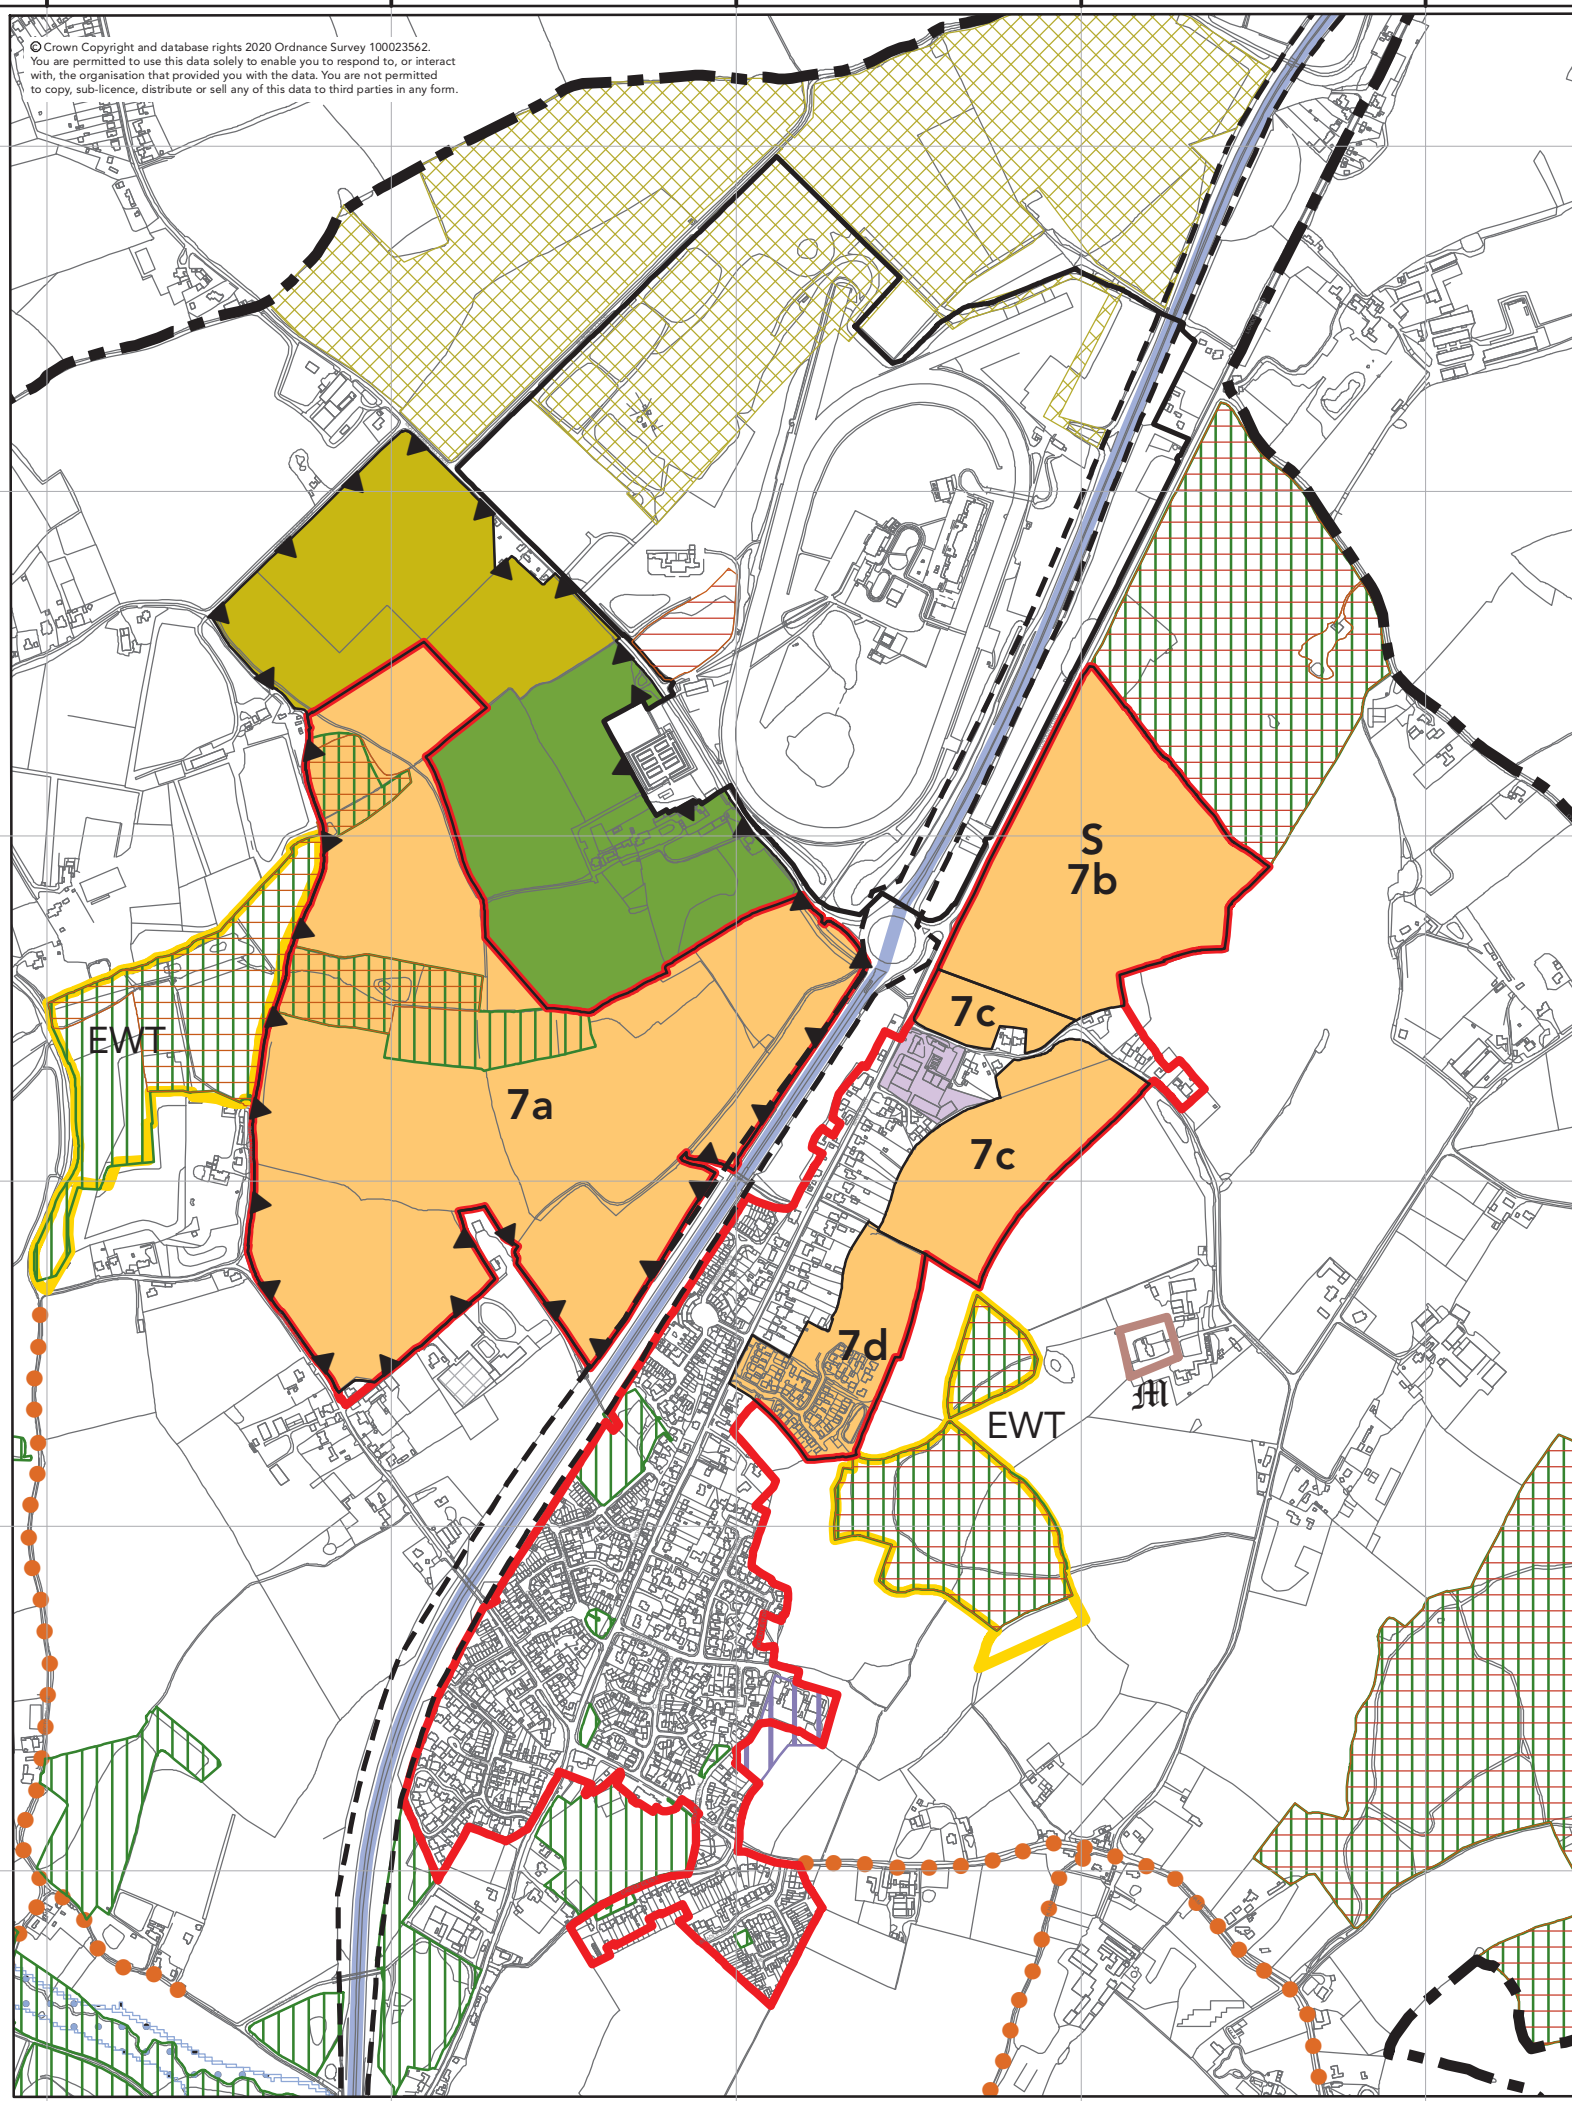 © Crown Copyright and database rights 2020 Ordnance Survey 100023562.
You are permitted to use this data solely to enable you to respond to, or interact
with, the organisation that provided you with the data. You are not permitted
to copy, sub-licence, distribute or sell any of this data to third parties in any form.
S
7b
7c
EWT
7a
7c
7d
M
EWT